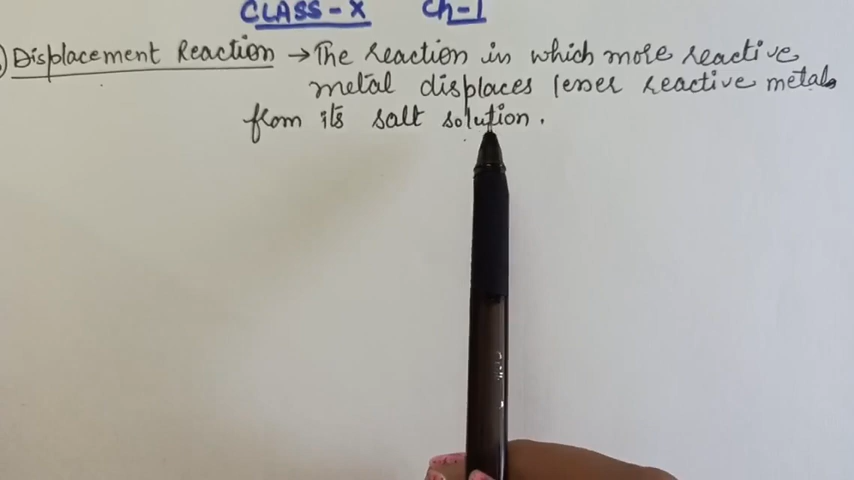 CLASS-X Ch-1
) Displacement Reaction → The reaction in which more reactive
metal displaces lesser reactive metal
from its salt solution.